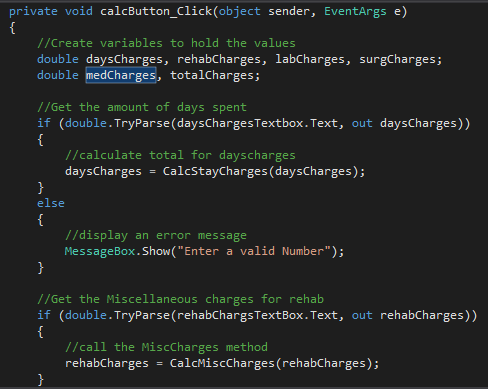 private void calcButton_Click(object sender, EventArgs e)
{
//Create variables to hold the values
double daysCharges, rehabCharges, labCharges, surgCharges;
double medCharges, totalCharges;
//Get the amount of days spent
if (double.TryParse(daysChargesTextbox.Text, out daysCharges))
{
//calculate total for dayscharges
daysCharges = CalcStayCharges(daysCharges);
}
else
{
//display an error message
MessageBox.Show("Enter a valid Number");
}
//Get the Miscellaneous charges for rehab
if (double.TryParse(rehabChargsTextBox.Text, out rehabCharges))
{
//call the MiscCharges method
rehabCharges = CalcMiscCharges(rehabCharges);
}